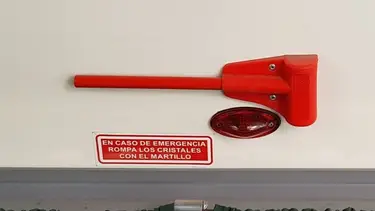 EN CASO DE EMERGENCIA
ROMPA LOS CRISTALES
CON EL MARTILLO